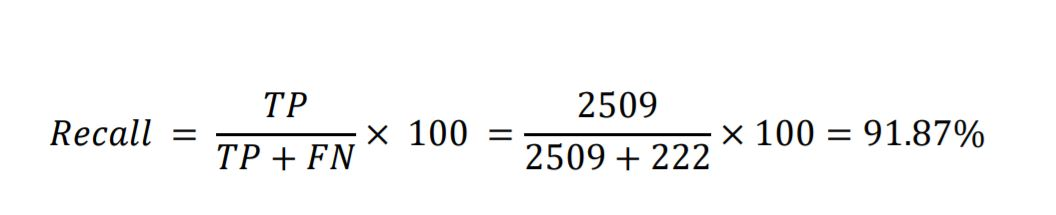 Recall = TP / TP + FN × 100 = 2509 / 2509 + 222 × 100 = 91.87%